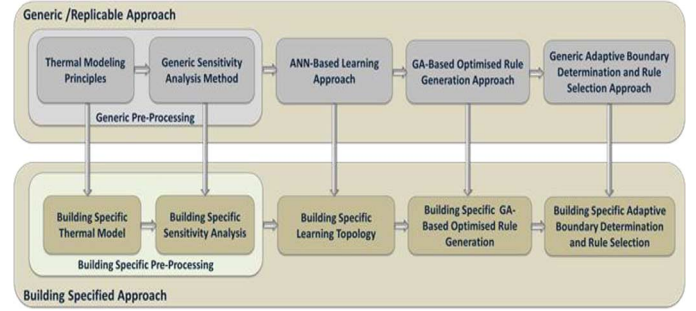 Generic /Replicable Approach
Thermal Modeling
Principles
Generic Sensitivity
Analysis Method
ANN-Based Learning
Approach
GA-Based Optimised Rule
Generation Approach
Generic Adaptive Boundary
Determination and Rule
Selection Approach
Generic Pre-Processing
Building Specific
Thermal Model
Building Specific
Sensitivity Analysis
Building Specific
Learning Topology
Building Specific GA-
Based Optimised Rule
Generation
Building Specific Adaptive
Boundary Determination
and Rule Selection
Building Specific Pre-Processing
Building Specified Approach